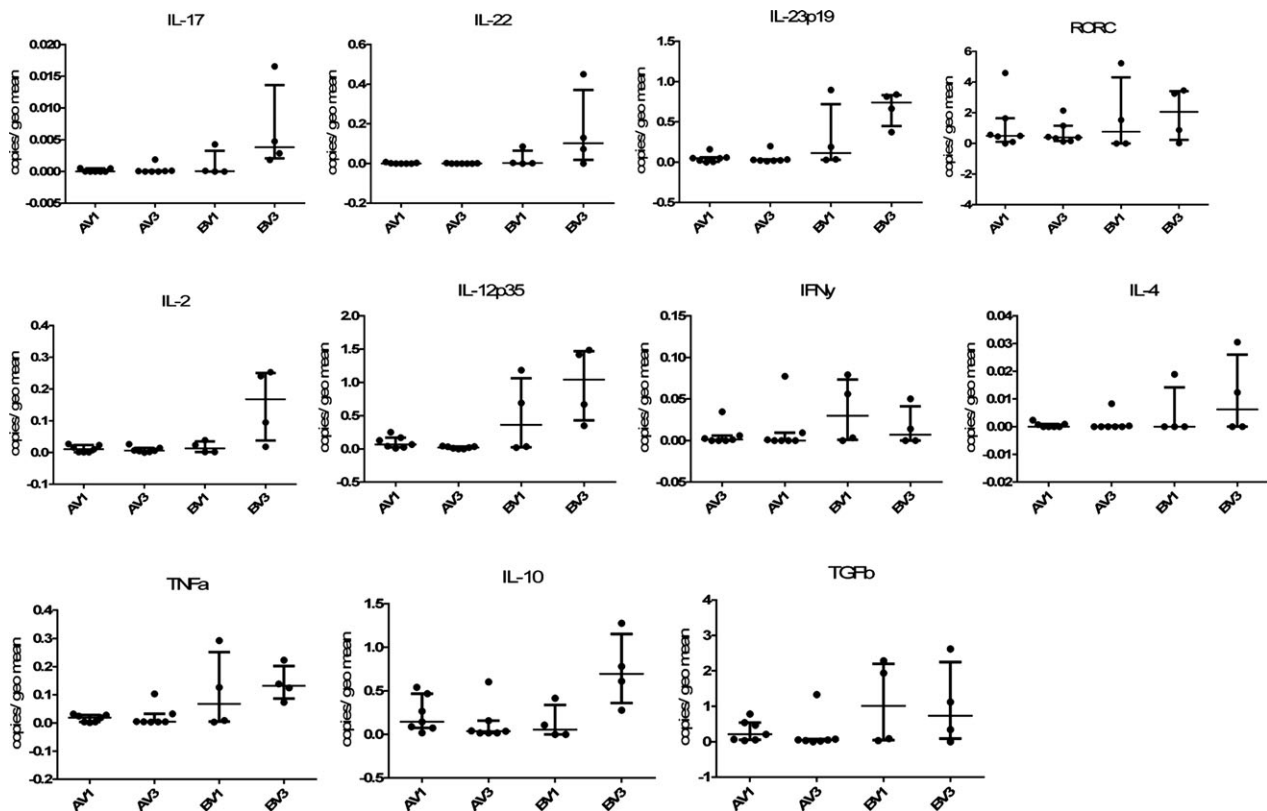 IL-17
copies/ geo mean
0.020
0.015
0.010
0.005
0.000
-0.005
AV1 AV3 BV1 BV3
IL-22
0.6
0.4
0.2
0.0
-0.2
AV1 AV3 BV1 BV3
IL-23p19
copies/ geo mean
1.5
1.0
0.5
0.0
-0.5
AV1 AV3 BV1 BV3
RORC
copies/ geo mean
6
4
2
0
-2
-4
AV1 AV3 BV1 BV3
IL-2
copies/ geo mean
0.4
0.3
0.2
0.1
0.0
-0.1
AV1 AV3 BV1 BV3
IL-12p35
copies/ geo mean
2.0
1.5
1.0
0.5
0.0
-0.5
AV1 AV3 BV1 BV3
IFNy
copies/ geo mean
0.15
0.10
0.05
0.00
-0.05
AV3 AV1 BV1 BV3
IL-4
copies/ geo mean
0.04
0.03
0.02
0.01
0.00
-0.01
-0.02
AV1 AV3 BV1 BV3
TNFa
copies/ geo mean
0.4
0.3
0.2
0.1
0.0
-0.1
-0.2
AV1 AV3 BV1 BV3
IL-10
copies/ geo mean
1.5
1.0
0.5
0.0
-0.5
AV1 AV3 BV1 BV3
TGFb
copies/ geo mean
4
3
2
1
0
-1
AV1 AV3 BV1 BV3